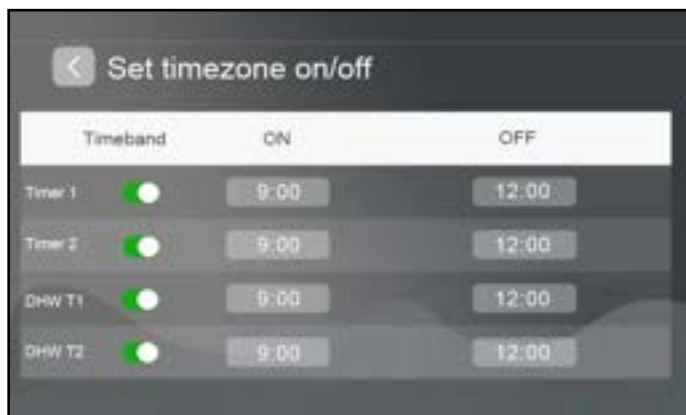 Set timezone on/off
Timeband ON OFF
Timer 1 9:00 12:00
Timer 2 9:00 12:00
DHW T1 9:00 12:00
DHW T2 9:00 12:00